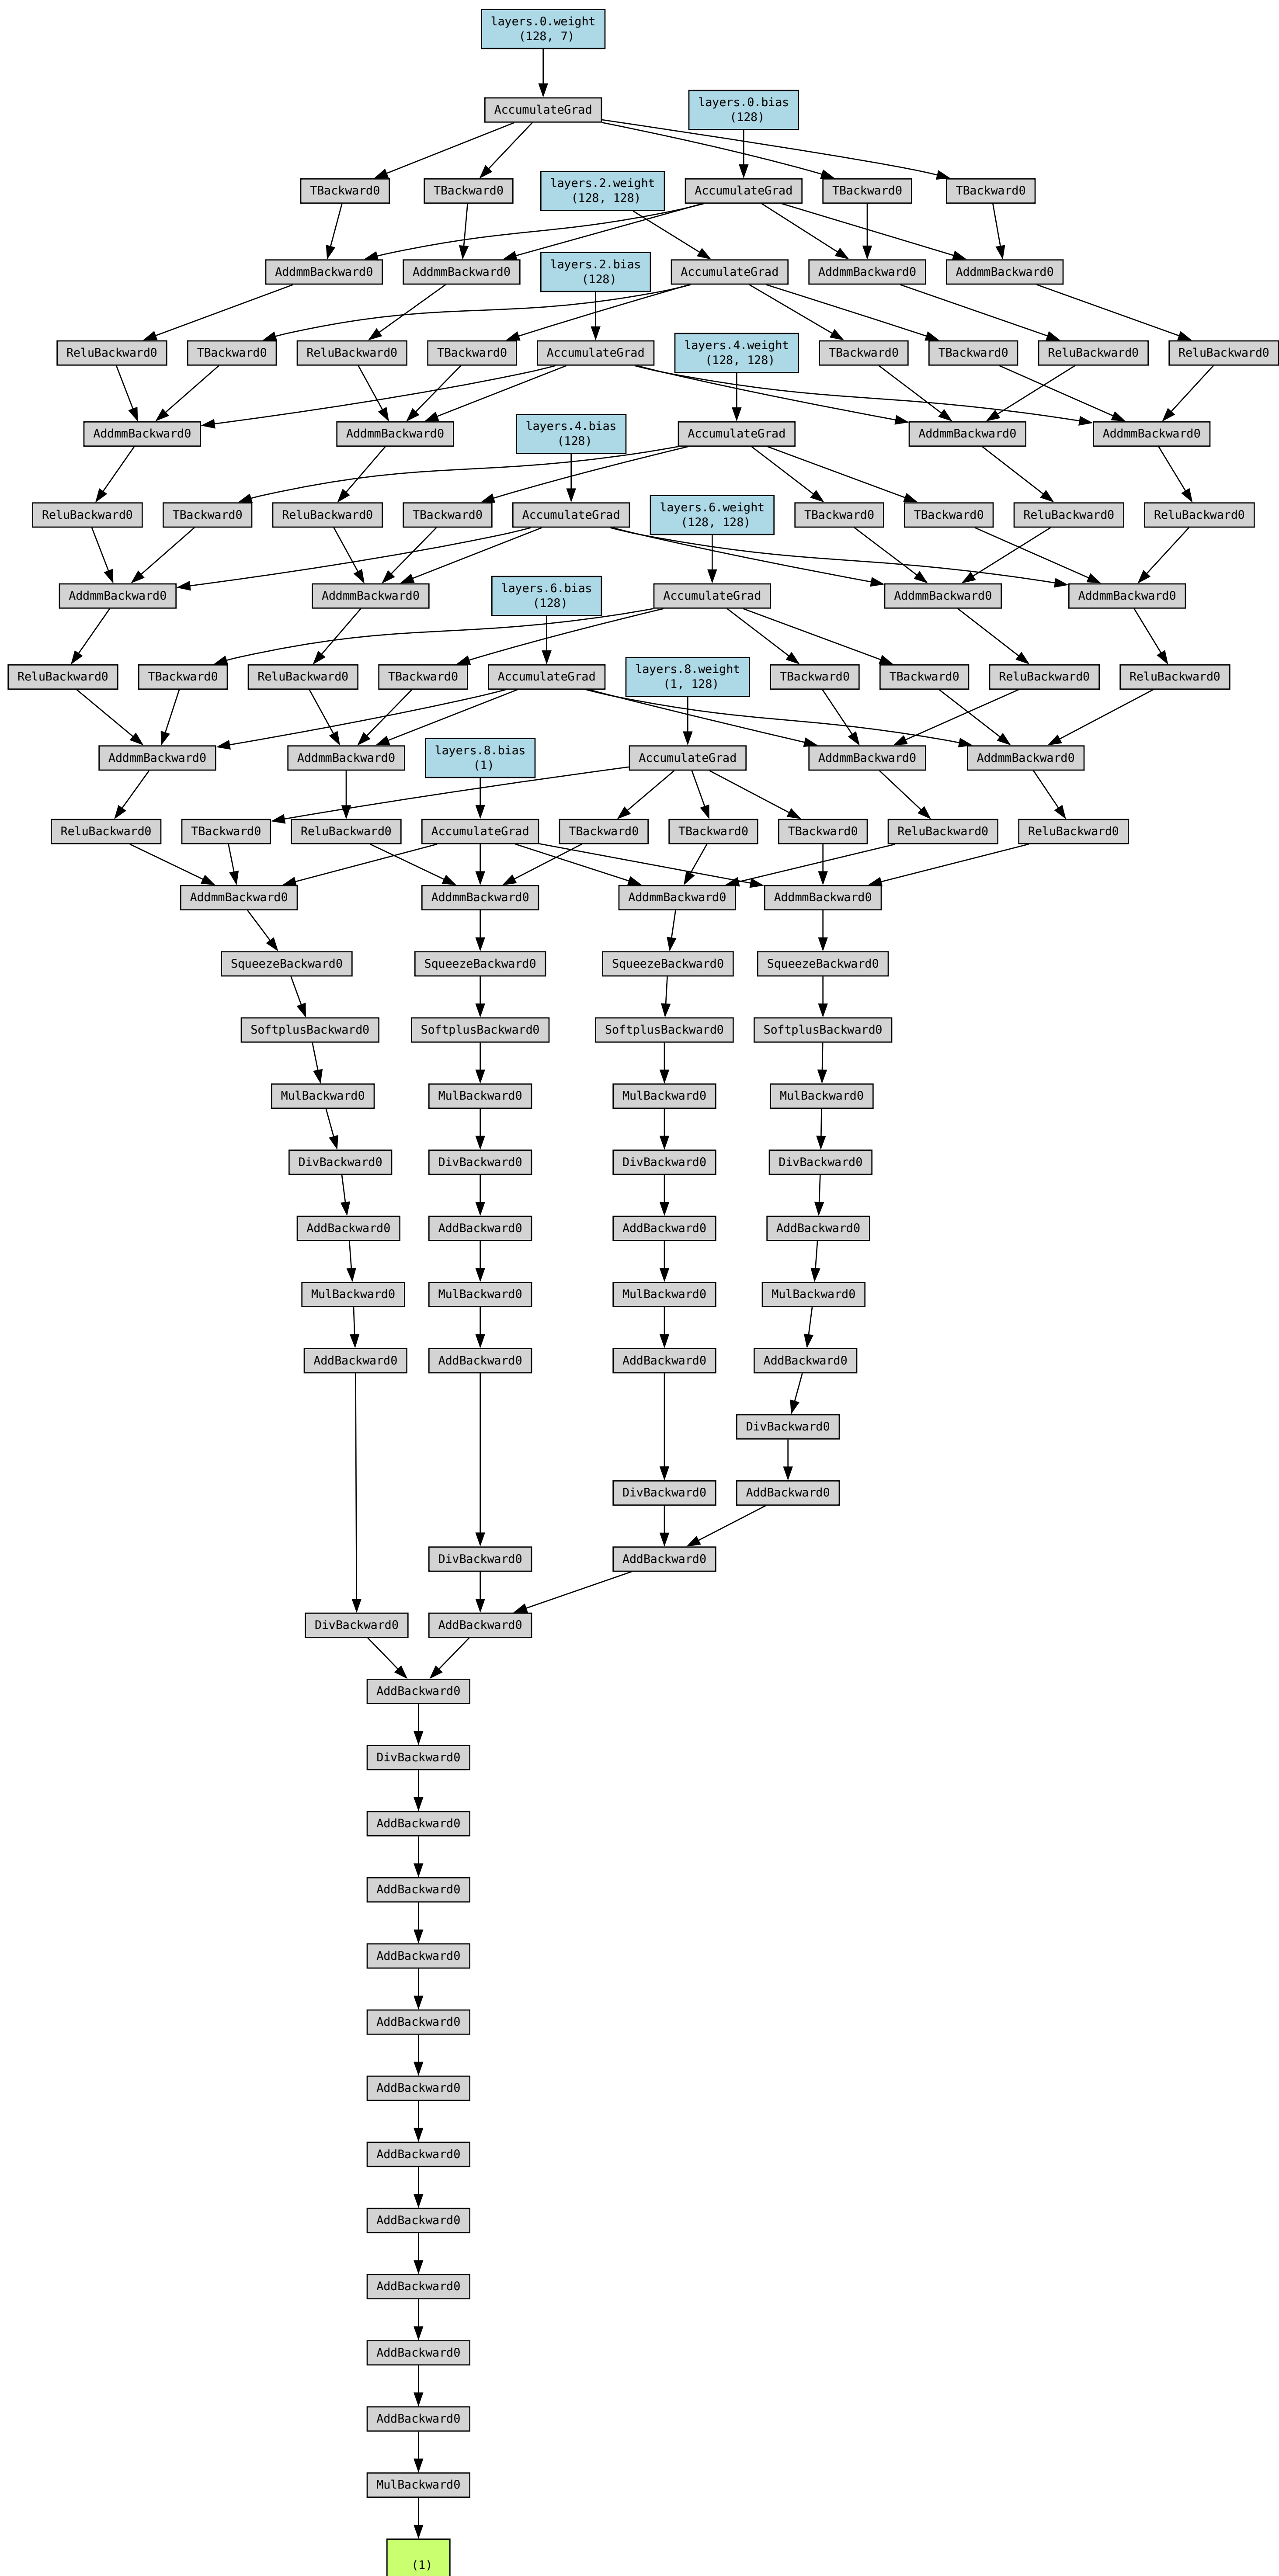 layers.0.weight
(128, 7)
AccumulateGrad
layers.0.bias
(128)
TBackward0
TBackward0
layers.2.weight
(128, 128)
AccumulateGrad
TBackward0
TBackward0
AddmmBackward0
AddmmBackward0
layers.2.bias
(128)
AccumulateGrad
AddmmBackward0
AddmmBackward0
ReluBackward0
TBackward0
ReluBackward0
TBackward0
AccumulateGrad
layers.4.weight
(128, 128)
TBackward0
TBackward0
ReluBackward0
ReluBackward0
AddmmBackward0
AddmmBackward0
layers.4.bias
(128)
AccumulateGrad
AddmmBackward0
AddmmBackward0
ReluBackward0
TBackward0
ReluBackward0
TBackward0
AccumulateGrad
layers.6.weight
(128, 128)
TBackward0
TBackward0
ReluBackward0
ReluBackward0
AddmmBackward0
AddmmBackward0
layers.6.bias
(128)
AccumulateGrad
AddmmBackward0
AddmmBackward0
ReluBackward0
TBackward0
ReluBackward0
TBackward0
AccumulateGrad
layers.8.weight
(1, 128)
TBackward0
TBackward0
ReluBackward0
ReluBackward0
AddmmBackward0
AddmmBackward0
layers.8.bias
(1)
AccumulateGrad
AddmmBackward0
AddmmBackward0
ReluBackward0
TBackward0
ReluBackward0
AccumulateGrad
TBackward0
TBackward0
TBackward0
ReluBackward0
ReluBackward0
AddmmBackward0
AddmmBackward0
AddmmBackward0
AddmmBackward0
SqueezeBackward0
SqueezeBackward0
SqueezeBackward0
SqueezeBackward0
SoftplusBackward0
SoftplusBackward0
SoftplusBackward0
SoftplusBackward0
MulBackward0
MulBackward0
MulBackward0
MulBackward0
DivBackward0
DivBackward0
DivBackward0
DivBackward0
AddBackward0
AddBackward0
AddBackward0
AddBackward0
MulBackward0
MulBackward0
MulBackward0
MulBackward0
AddBackward0
AddBackward0
AddBackward0
AddBackward0
DivBackward0
DivBackward0
AddBackward0
DivBackward0
AddBackward0
DivBackward0
AddBackward0
AddBackward0
DivBackward0
AddBackward0
AddBackward0
AddBackward0
AddBackward0
AddBackward0
AddBackward0
AddBackward0
AddBackward0
AddBackward0
AddBackward0
MulBackward0
(1)